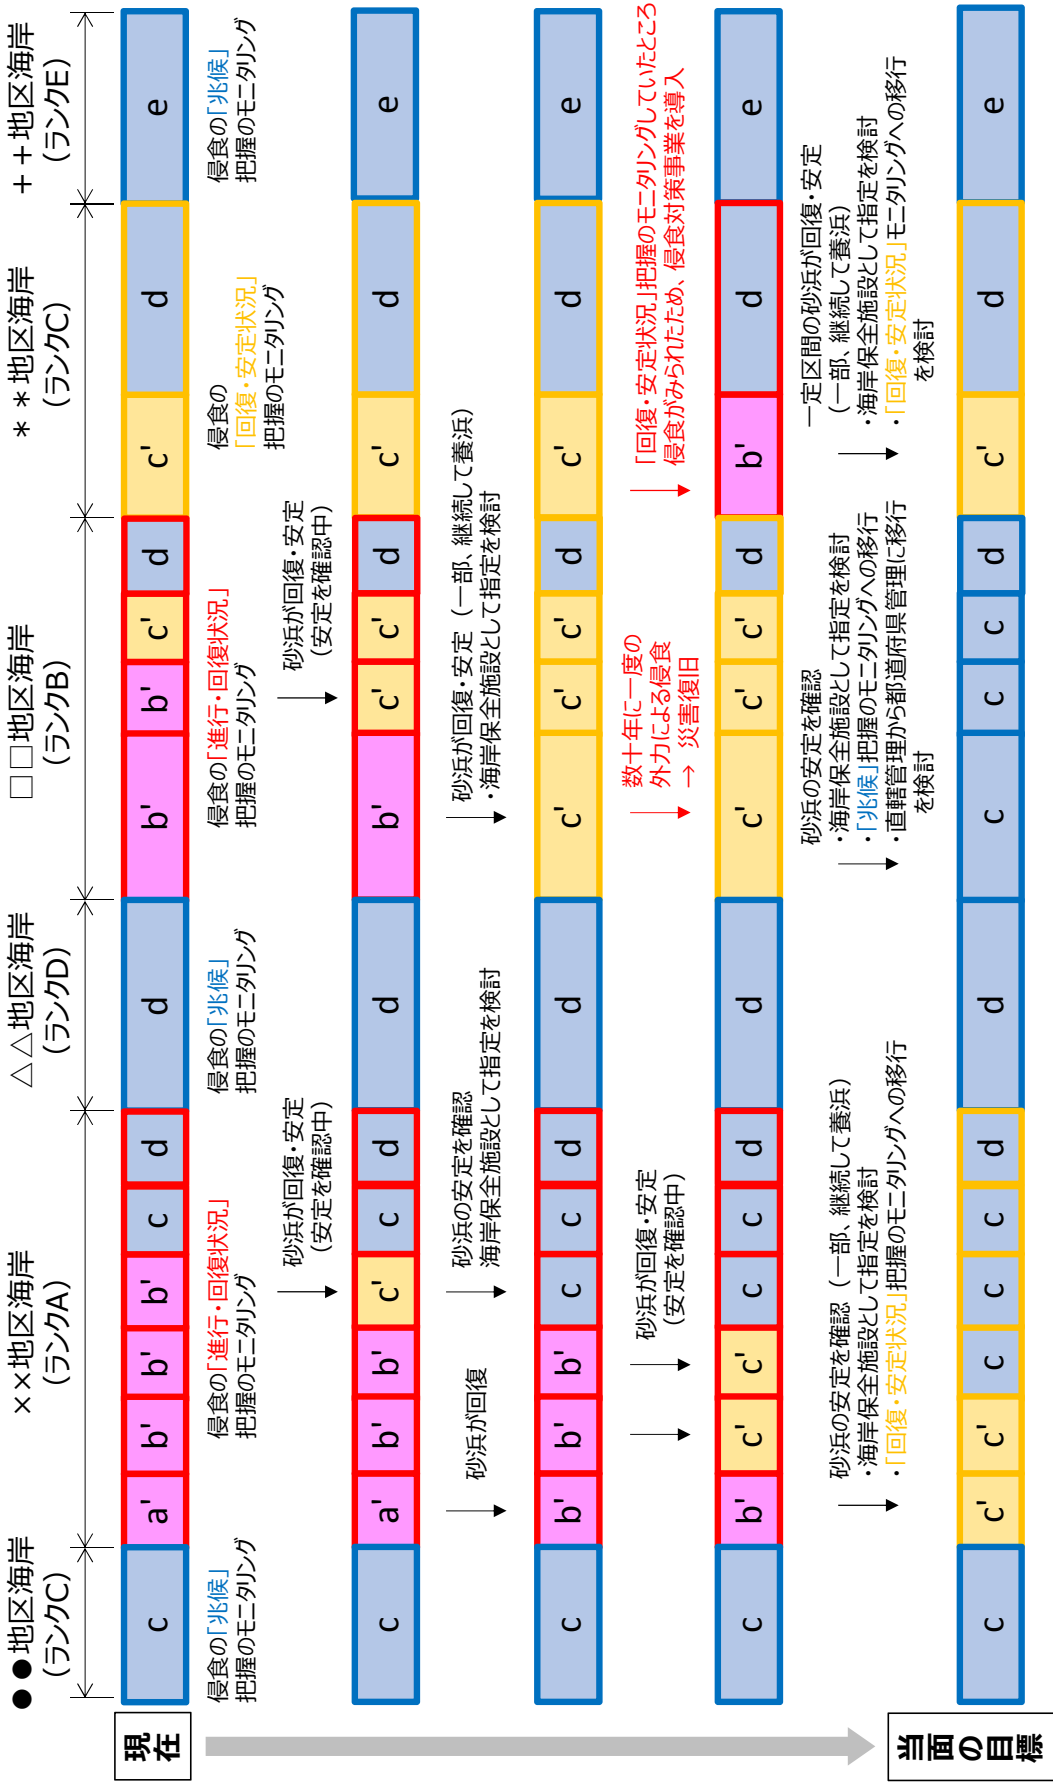 ●●地区海岸
(ランクC)
××地区海岸
(ランクA)
△△地区海岸
(ランクD)
□□地区海岸
(ランクB)
**地区海岸
(ランクC)
++地区海岸
(ランクE)
現在
c
a'
b'
b'
b'
c
d
d
b'
b'
c'
d
c'
d
e
侵食の「兆候」
把握のモニタリング
侵食の「進行・回復状況」
把握のモニタリング
侵食の「兆候」
把握のモニタリング
侵食の「進行・回復状況」
把握のモニタリング
侵食の
「回復・安定状況」
把握のモニタリング
侵食の「兆候」
把握のモニタリング
砂浜が回復・安定
(安定を確認中)
砂浜が回復・安定
(安定を確認中)
c
a'
b'
b'
c'
c
d
d
b'
c'
c'
d
c'
d
e
砂浜が回復
砂浜の安定を確認
海岸保全施設として指定を検討
砂浜が回復・安定(一部、継続して養浜)
・海岸保全施設として指定を検討
c
b'
b'
b'
c
c
d
d
c'
c'
c'
d
c'
d
e
砂浜が回復・安定
(安定を確認中)
数十年に一度の
外力による侵食
→ 災害復旧
「回復・安定状況」把握のモニタリングしていたところ
侵食がみられたため、侵食対策事業を導入
c
b'
c'
c'
c
c
d
d
c'
c'
c'
d
b'
d
e
砂浜の安定を確認(一部、継続して養浜)
・海岸保全施設として指定を検討
・「回復・安定状況」把握のモニタリングへの移行
砂浜の安定を確認
・海岸保全施設として指定を検討
・「兆候」把握のモニタリングへの移行
・直轄管理から都道府県管理に移行
を検討
一定区間の砂浜が回復・安定
(一部、継続して養浜)
・海岸保全施設として指定を検討
・「回復・安定状況」モニタリングへの移行
を検討
当面の目標
c
c'
c'
c
c
c
d
d
c
c
c
d
c'
d
e